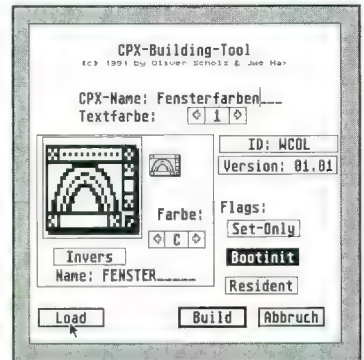 CPX-Building-Tool
(c) 1991 by Oliver Scholz & Uwe Hax
CPX-Name: Fensterfarben___
Textfarbe: 1
ID: WCOL
Version: 01.01
Farbe: C
Flags:
Set-Only
Bootinit
Resident
Invers
Name: FENSTER
Load
Build
Abbruch